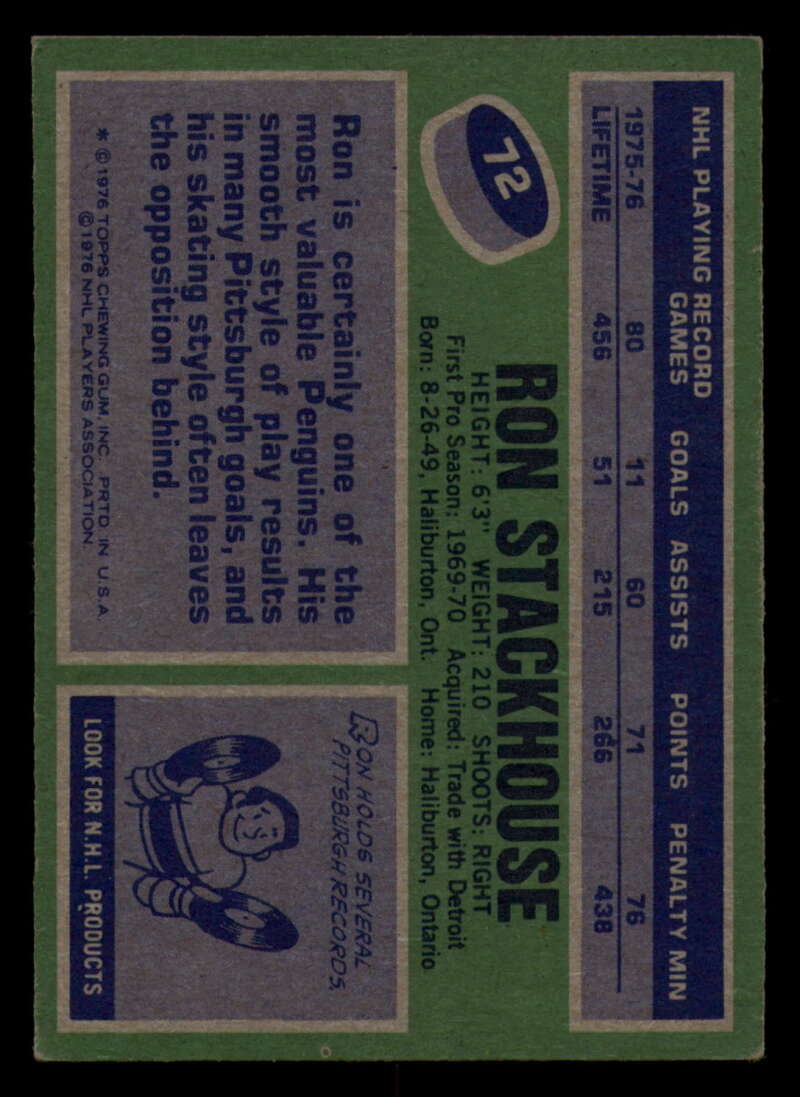 NHL PLAYING RECORD
GAMES GOALS ASSISTS POINTS PENALTY MIN
1975-76 80 11 60 71 76
LIFETIME 456 51 215 266 438
72
RON STACKHOUSE
HEIGHT: 6'3" WEIGHT: 210 SHOOTS: RIGHT
First Pro Season: 1969-70 Acquired: Trade with Detroit
Born: 8-26-49, Haliburton, Ont. Home: Haliburton, Ontario
Ron is certainly one of the
most valuable Penguins. His
smooth style of play results
in many Pittsburgh goals, and
his skating style often leaves
the opposition behind.
* © 1976 TOPPS CHEWING GUM, INC. PRTD. IN U.S.A.
© 1976 NHL PLAYERS ASSOCIATION.
RON HOLDS SEVERAL
PITTSBURGH RECORDS.
LOOK FOR N.H.L. PRODUCTS